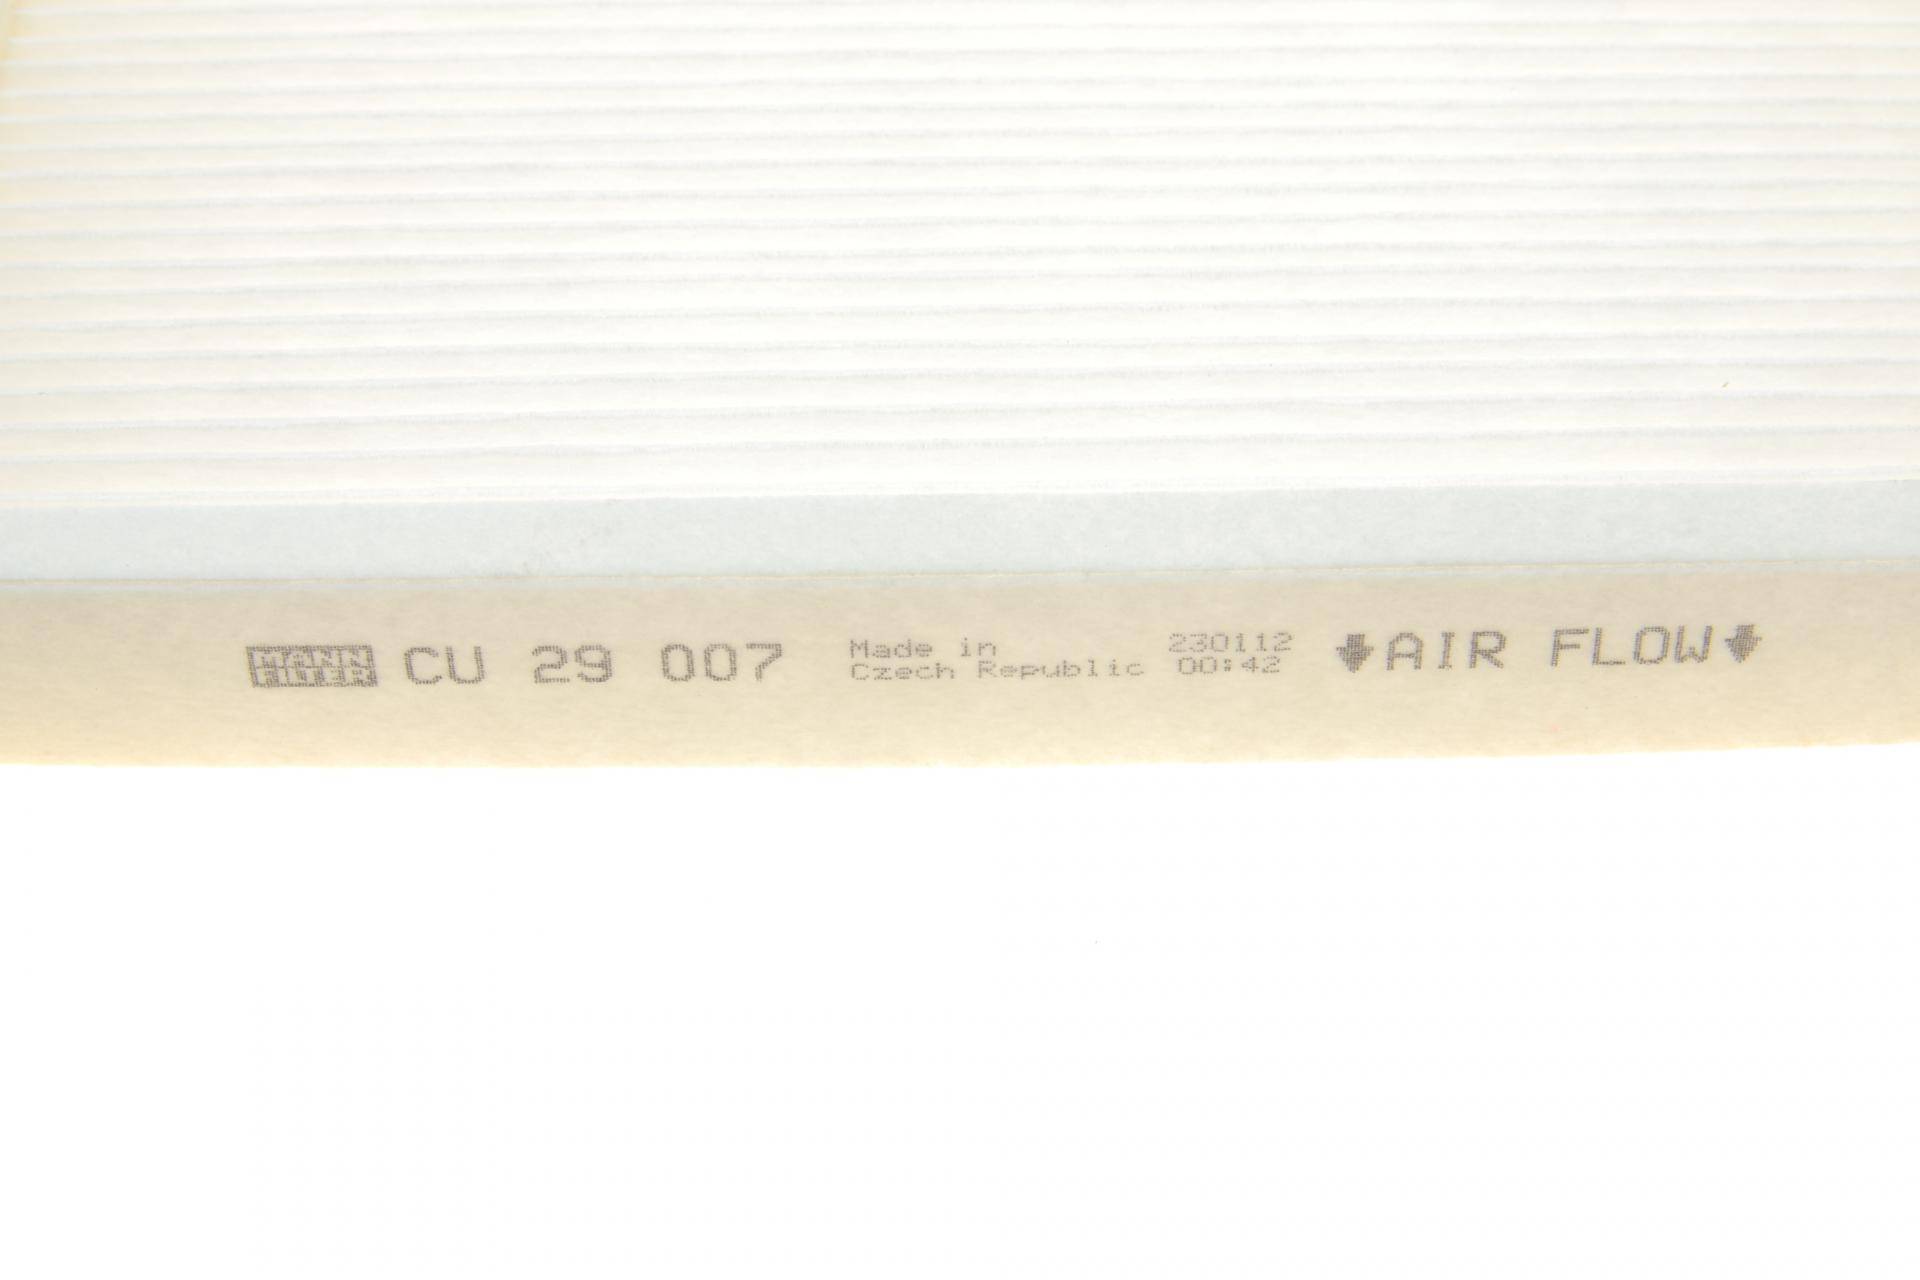 MANN
FILTER
CU 29 007
Made in
Czech Republic
230112
00:42
AIR FLOW